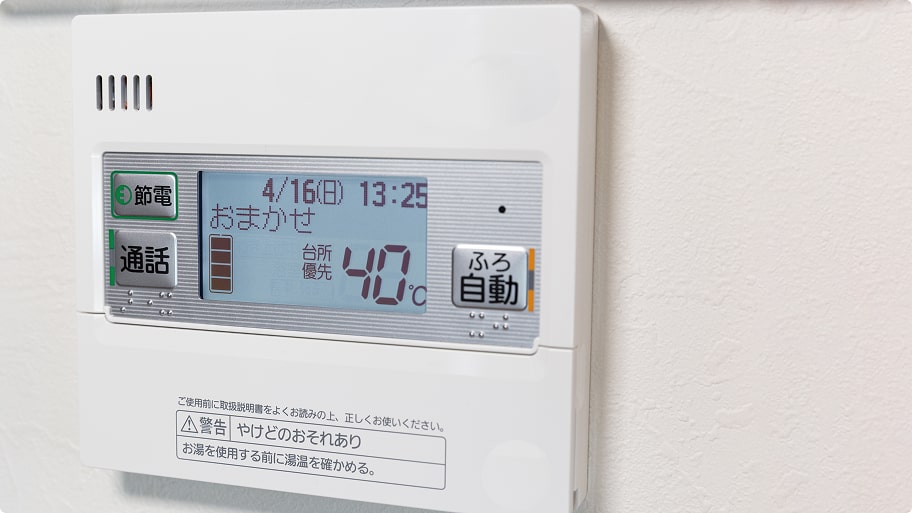 節電
4/16(日) 13:25
おまかせ
通話
台所
優先
40℃
ふろ
自動
ご使用前に取扱説明書をよくお読みの上、正しくお使いください。
警告 やけどのおそれあり
お湯を使用する前に湯温を確かめる。